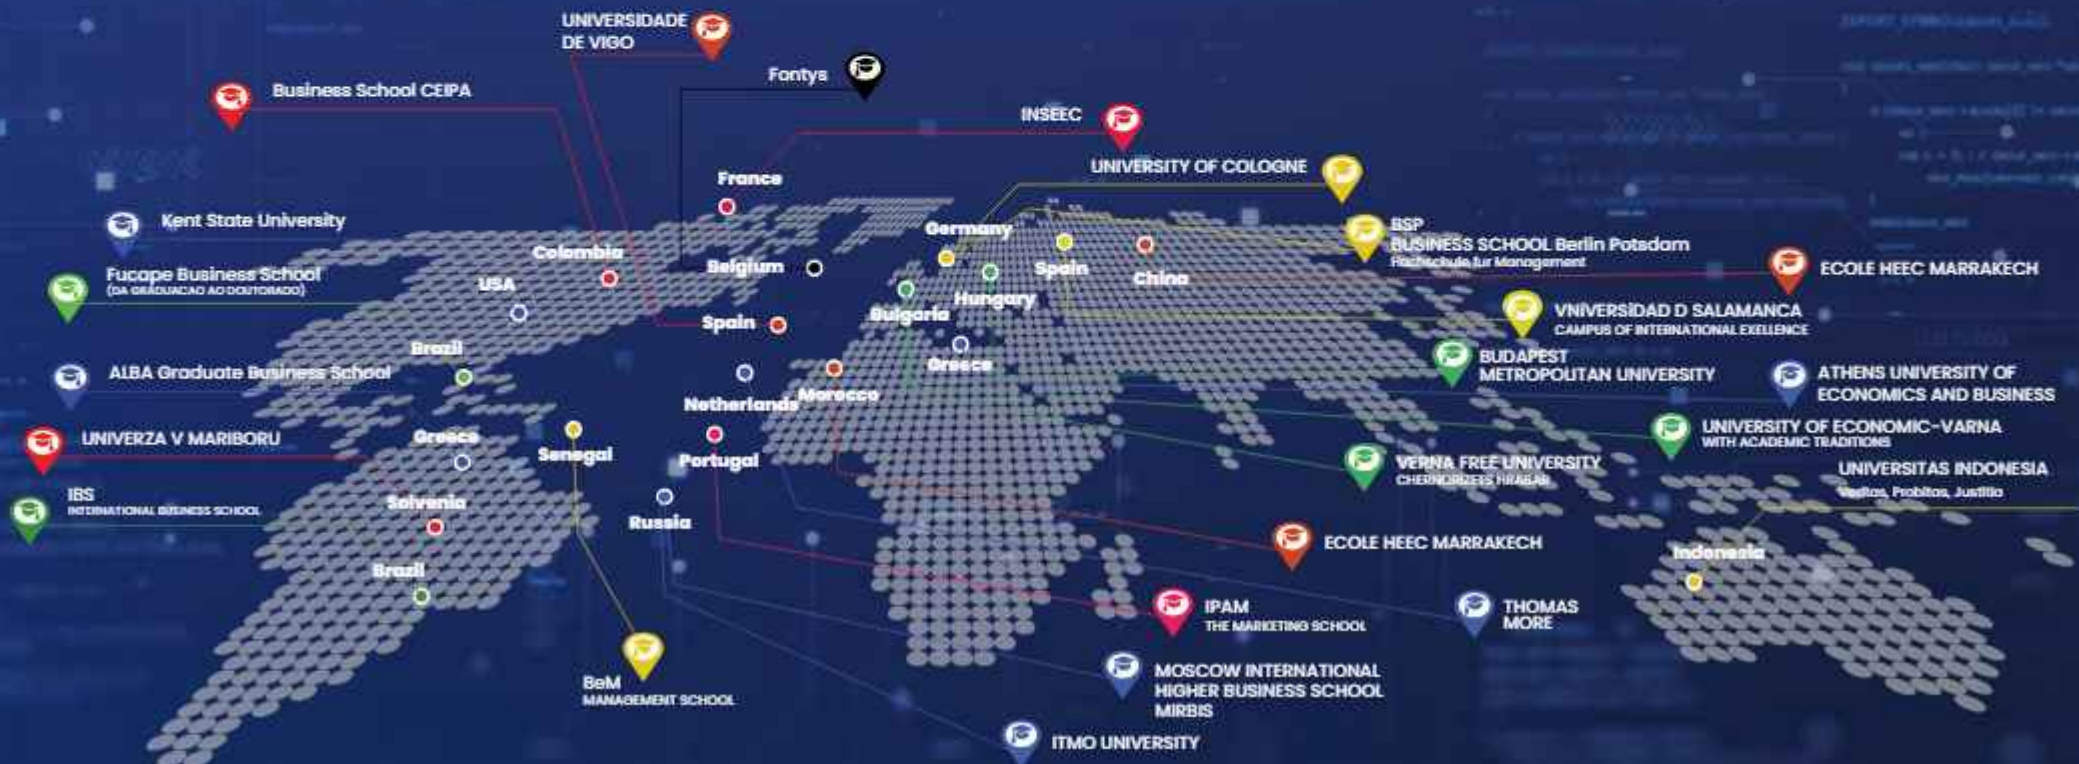 UNIVERSIDADE
DE VIGO
Fontys
Business School CEIPA
INSEEC
UNIVERSITY OF COLOGNE
France
Kent State University
BSP
BUSINESS SCHOOL Berlin Potsdam
Hochschule fur Management
Germany
Colombia
Belgium
Spain
China
ECOLE HEEC MARRAKECH
Fucape Business School
(DA GRADUACAO AO DOUTORADO)
USA
Hungary
Bulgaria
VNIVERSiDAD D SALAMANCA
CAMPUS OF INTERNATIONAL EXELLENCE
Spain
Brazil
Greece
BUDAPEST
METROPOLITAN UNIVERSITY
ALBA Graduate Business School
ATHENS UNIVERSITY OF
ECONOMICS AND BUSINESS
Morocco
Netherlands
UNIVERZA V MARIBORU
Greece
Senegal
Portugal
UNIVERSITY OF ECONOMIC-VARNA
WITH ACADEMIC TRADITIONS
VERNA FREE UNIVERSITY
CHERNORIZETS HRABAR
UNIVERSITAS INDONESIA
Veritas, Probitas, Justitia
IBS
INTERNATIONAL BUSINESS SCHOOL
Solvenia
Russia
ECOLE HEEC MARRAKECH
Indonesia
Brazil
IPAM
THE MARKETING SCHOOL
THOMAS
MORE
BeM
MANAGEMENT SCHOOL
MOSCOW INTERNATIONAL
HIGHER BUSINESS SCHOOL
MIRBIS
ITMO UNIVERSITY